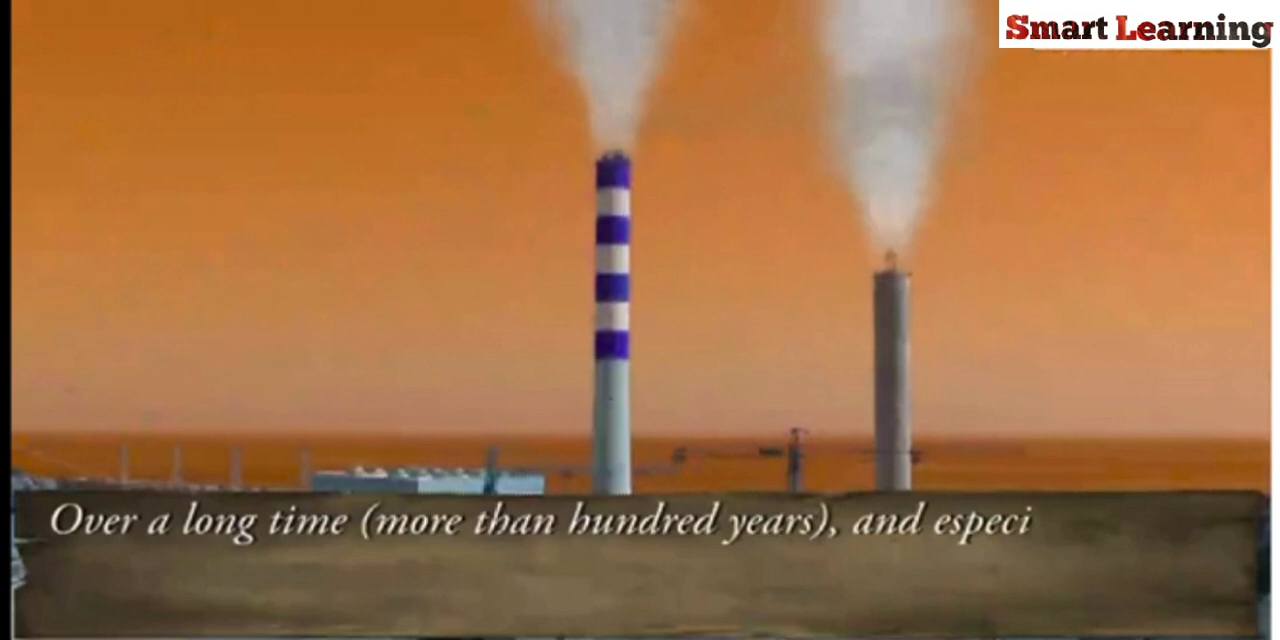 Smart Learning
Over a long time (more than hundred years), and especi